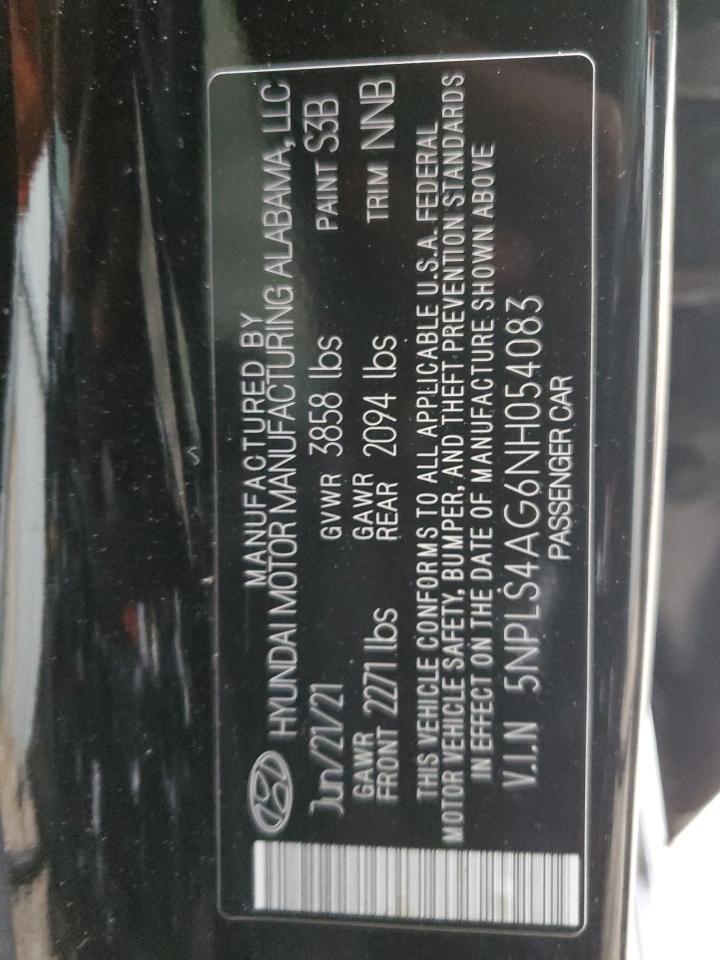 MANUFACTURED BY
HYUNDAI MOTOR MANUFACTURING ALABAMA, LLC
Jun/21/21 GVWR 3858 lbs PAINT S3B
GAWR FRONT 2271 lbs GAWR REAR 2094 lbs TRIM NNB
THIS VEHICLE CONFORMS TO ALL APPLICABLE U.S.A. FEDERAL
MOTOR VEHICLE SAFETY, BUMPER, AND THEFT PREVENTION STANDARDS
IN EFFECT ON THE DATE OF MANUFACTURE SHOWN ABOVE
V.I.N 5NPLS4AG6NH054083
PASSENGER CAR